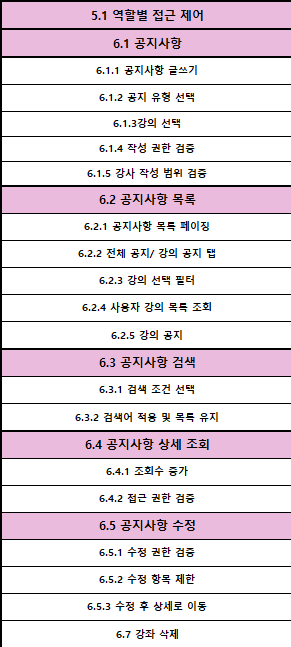 5.1 역할별 접근 제어
6.1 공지사항
6.1.1 공지사항 글쓰기
6.1.2 공지 유형 선택
6.1.3강의 선택
6.1.4 작성 권한 검증
6.1.5 강사 작성 범위 검증
6.2 공지사항 목록
6.2.1 공지사항 목록 페이징
6.2.2 전체 공지/ 강의 공지 탭
6.2.3 강의 선택 필터
6.2.4 사용자 강의 목록 조회
6.2.5 강의 공지
6.3 공지사항 검색
6.3.1 검색 조건 선택
6.3.2 검색어 적용 및 목록 유지
6.4 공지사항 상세 조회
6.4.1 조회수 증가
6.4.2 접근 권한 검증
6.5 공지사항 수정
6.5.1 수정 권한 검증
6.5.2 수정 항목 제한
6.5.3 수정 후 상세로 이동
6.7 강좌 삭제